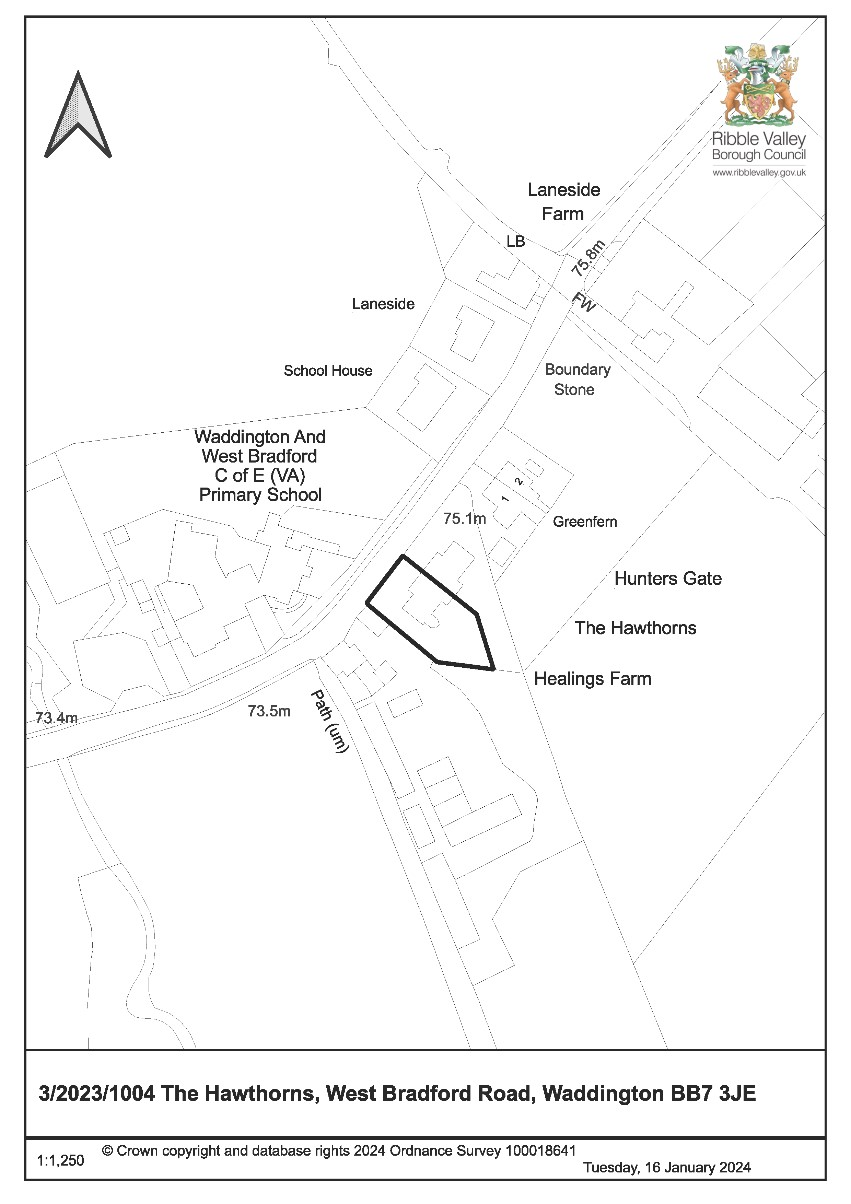 Ribble Valley
Borough Council
www.ribblevalley.gov.uk
Laneside
Farm
LB
75.8m
FW
Laneside
School House
Boundary
Stone
Waddington And
West Bradford
C of E (VA)
Primary School
2
1
75.1m
Greenfern
Hunters Gate
The Hawthorns
Healings Farm
73.4m
73.5m
Path (um)
3/2023/1004 The Hawthorns, West Bradford Road, Waddington BB7 3JE
1:1,250
© Crown copyright and database rights 2024 Ordnance Survey 100018641
Tuesday, 16 January 2024